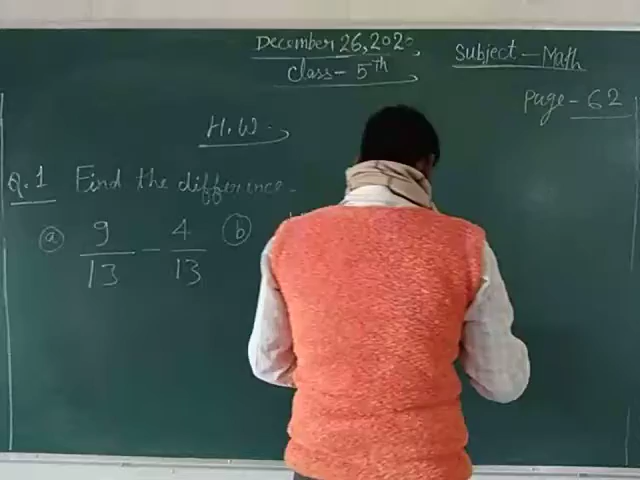 December 26, 2020
Class - 5th
Subject - Math
Page - 62
H.W.
Q.1 Find the difference.
(a) 9/13 - 4/13 (b)